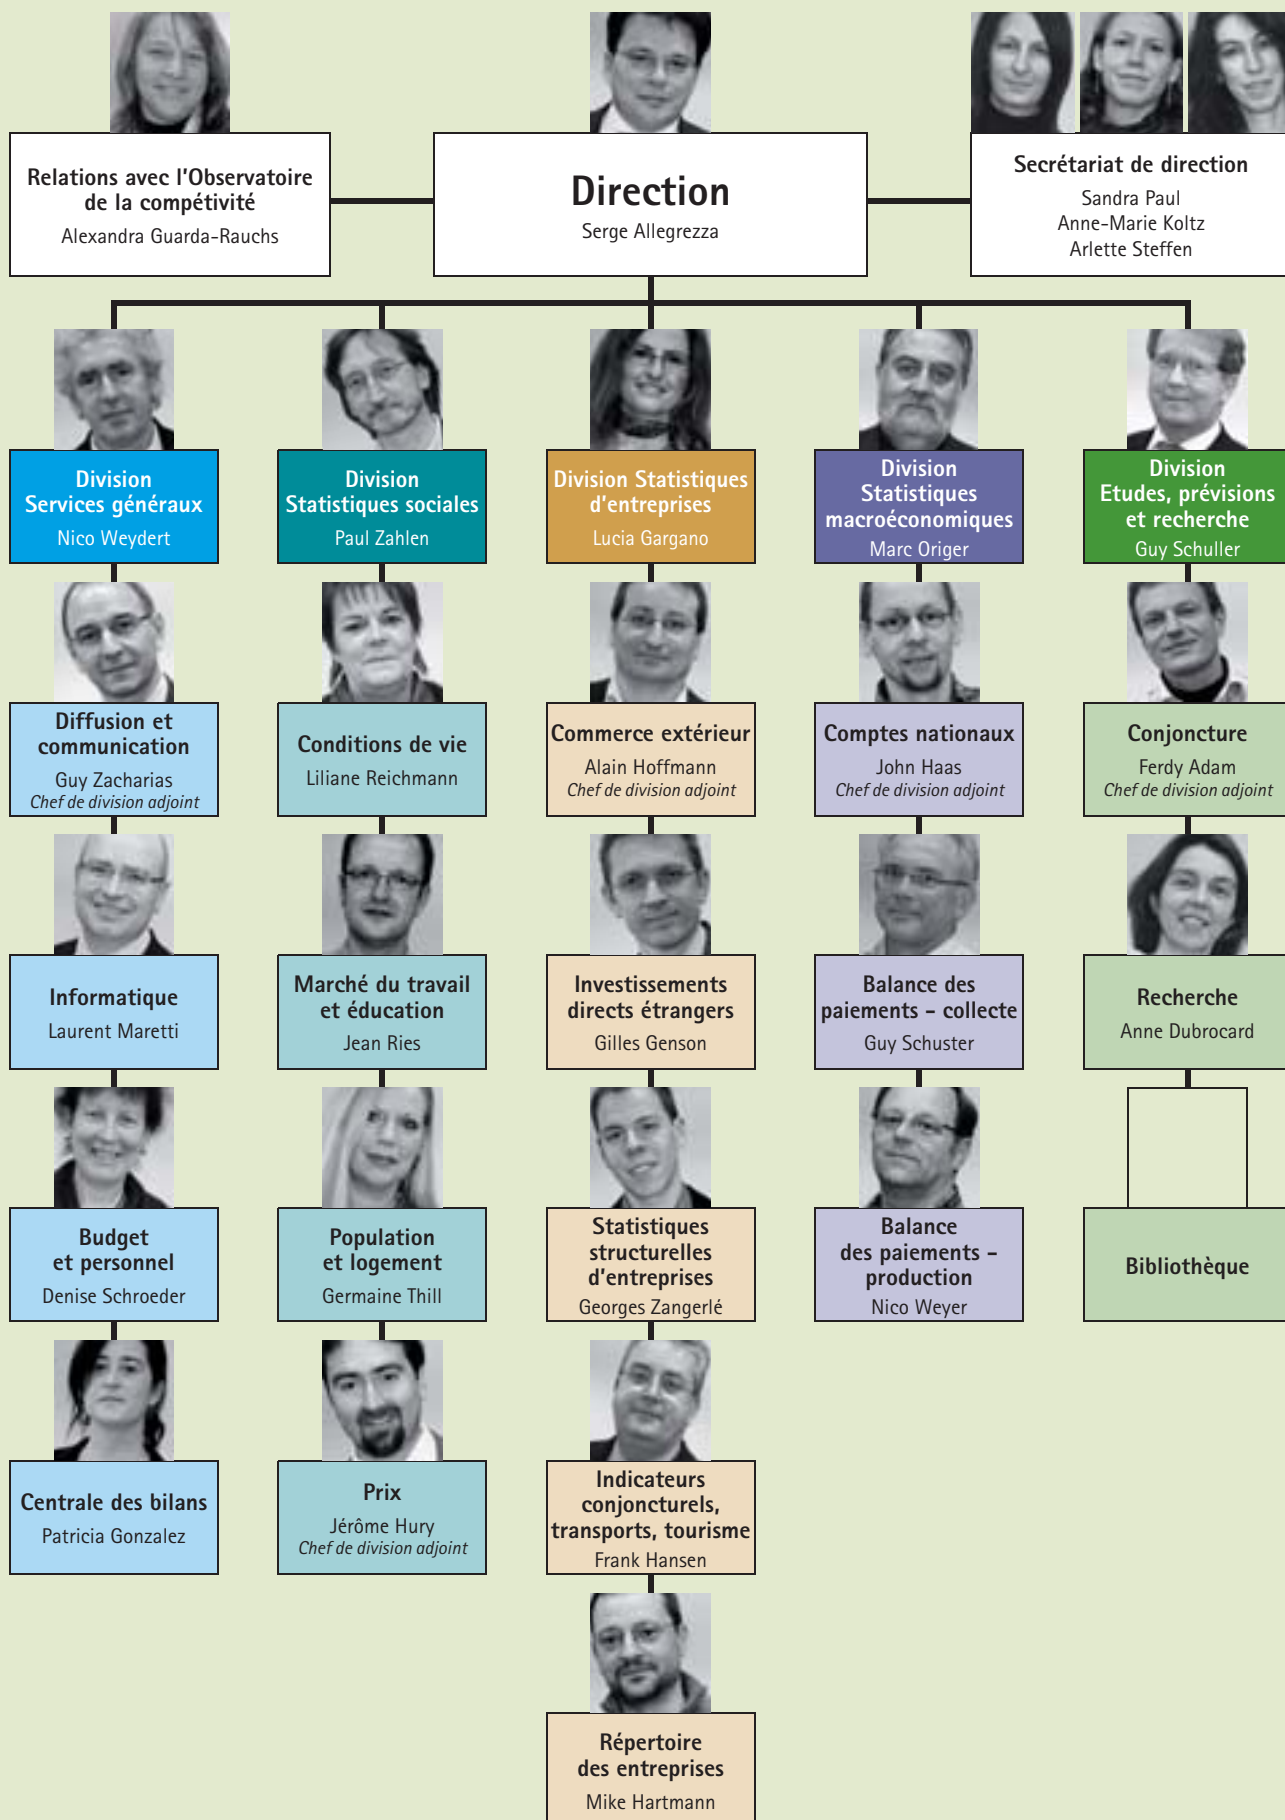 Relations avec l'Observatoire
de la compétivité
Alexandra Guarda-Rauchs
Direction
Serge Allegrezza
Secrétariat de direction
Sandra Paul
Anne-Marie Koltz
Arlette Steffen
Division
Services généraux
Nico Weydert
Division
Statistiques sociales
Paul Zahlen
Division Statistiques
d'entreprises
Lucia Gargano
Division
Statistiques
macroéconomiques
Marc Origer
Division
Etudes, prévisions
et recherche
Guy Schuller
Diffusion et
communication
Guy Zacharias
Chef de division adjoint
Conditions de vie
Liliane Reichmann
Commerce extérieur
Alain Hoffmann
Chef de division adjoint
Comptes nationaux
John Haas
Chef de division adjoint
Conjoncture
Ferdy Adam
Chef de division adjoint
Informatique
Laurent Maretti
Marché du travail
et éducation
Jean Ries
Investissements
directs étrangers
Gilles Genson
Balance des
paiements - collecte
Guy Schuster
Recherche
Anne Dubrocard
Budget
et personnel
Denise Schroeder
Population
et logement
Germaine Thill
Statistiques
structurelles
d'entreprises
Georges Zangerlé
Balance
des paiements -
production
Nico Weyer
Bibliothèque
Centrale des bilans
Patricia Gonzalez
Prix
Jérôme Hury
Chef de division adjoint
Indicateurs
conjoncturels,
transports, tourisme
Frank Hansen
Répertoire
des entreprises
Mike Hartmann